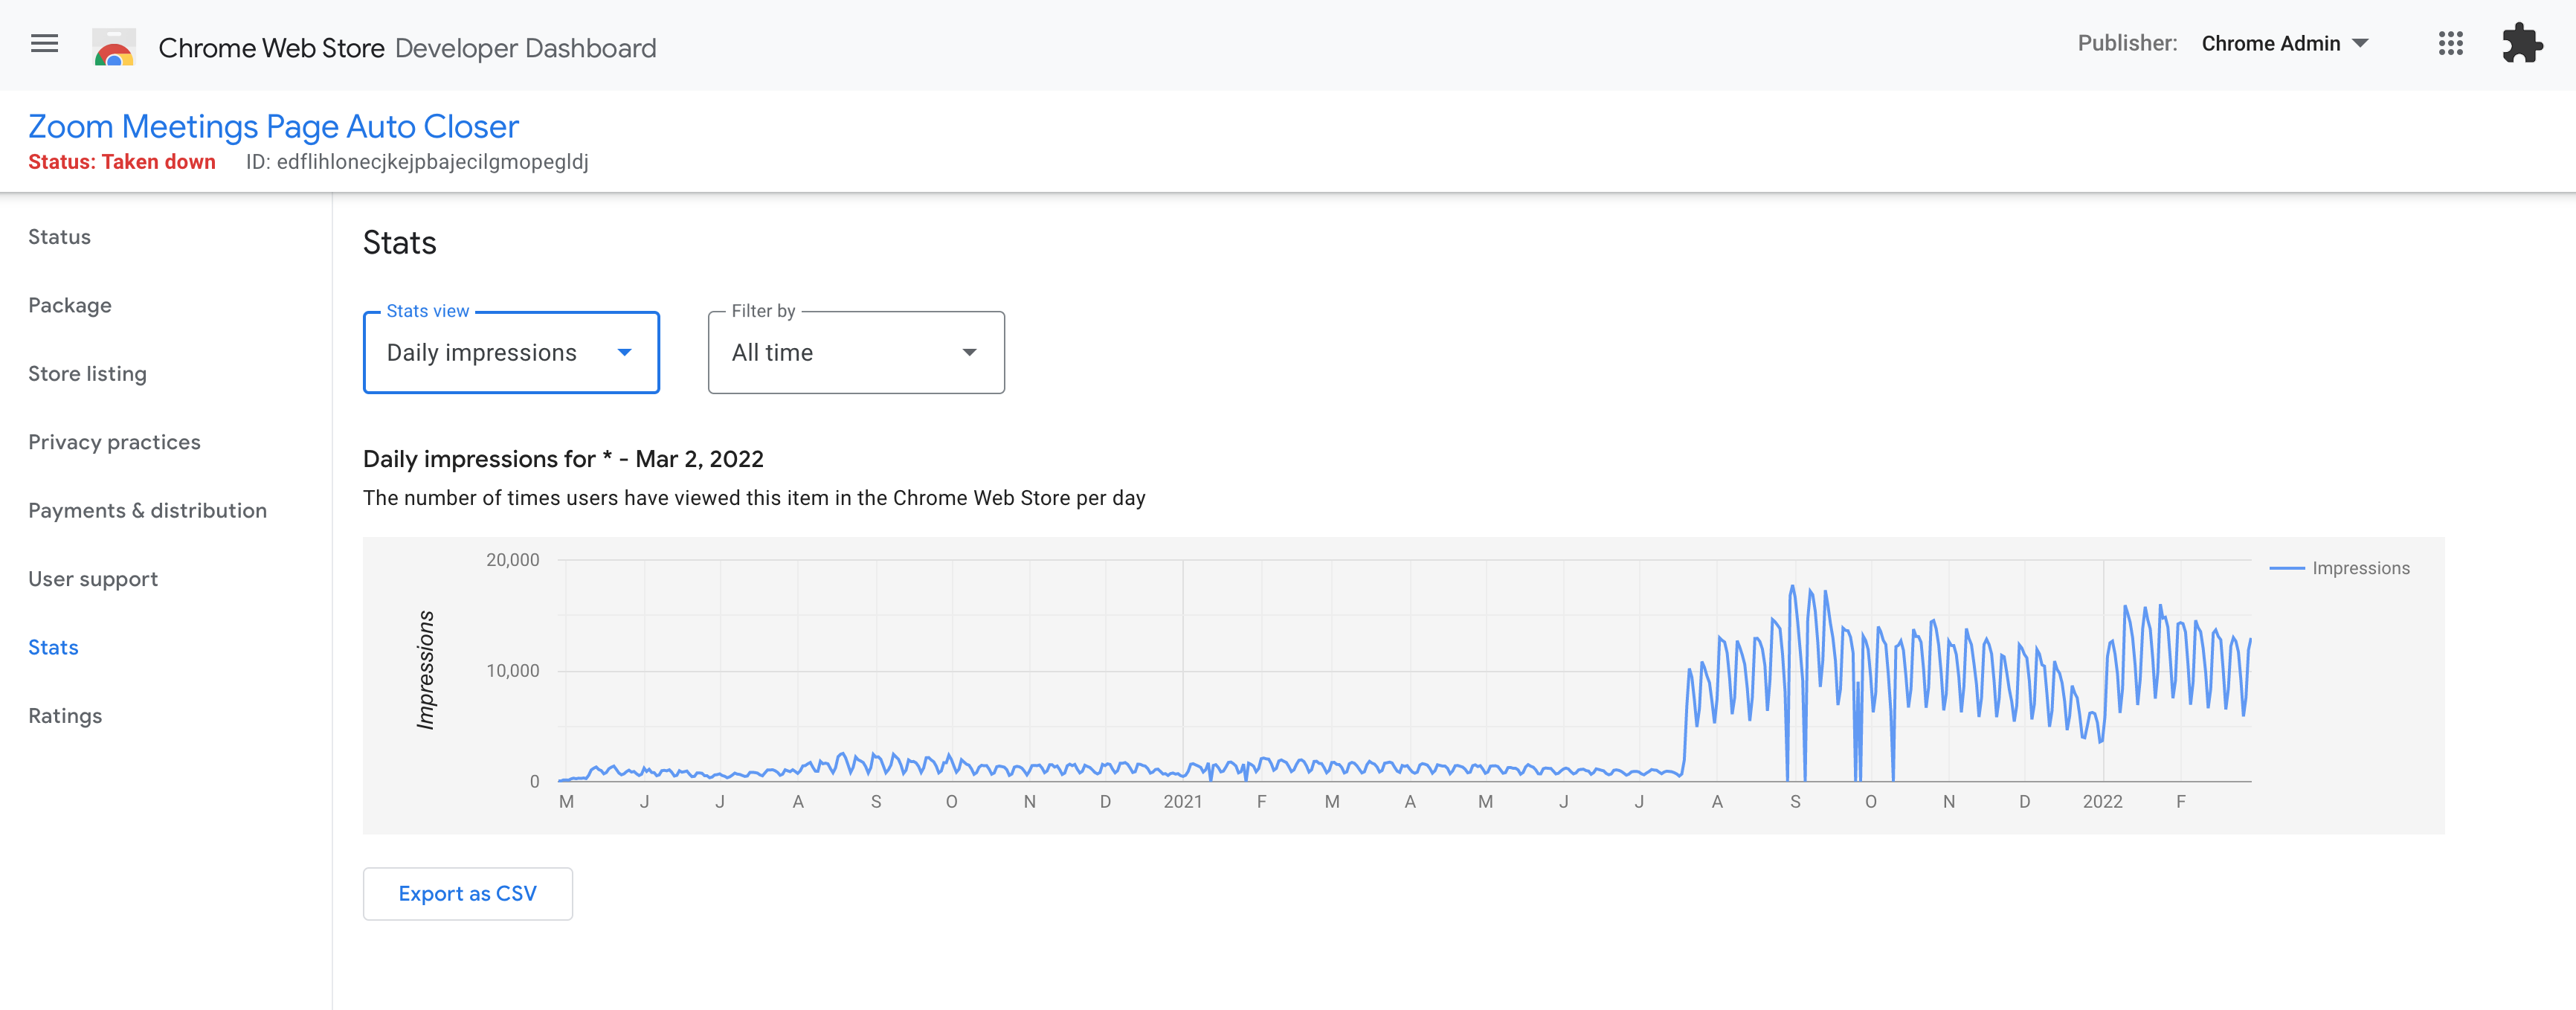 Chrome Web Store Developer Dashboard
Publisher: Chrome Admin
Zoom Meetings Page Auto Closer
Status: Taken down ID: edflihlonecjkejpbajecilgmopegldj
Status
Package
Store listing
Privacy practices
Payments & distribution
User support
Stats
Ratings
Stats
Stats view
Daily impressions
Filter by
All time
Daily impressions for * - Mar 2, 2022
The number of times users have viewed this item in the Chrome Web Store per day
Impressions
20,000
10,000
0
M J J A S O N D 2021 F M A M J J A S O N D 2022 F
Impressions
Export as CSV